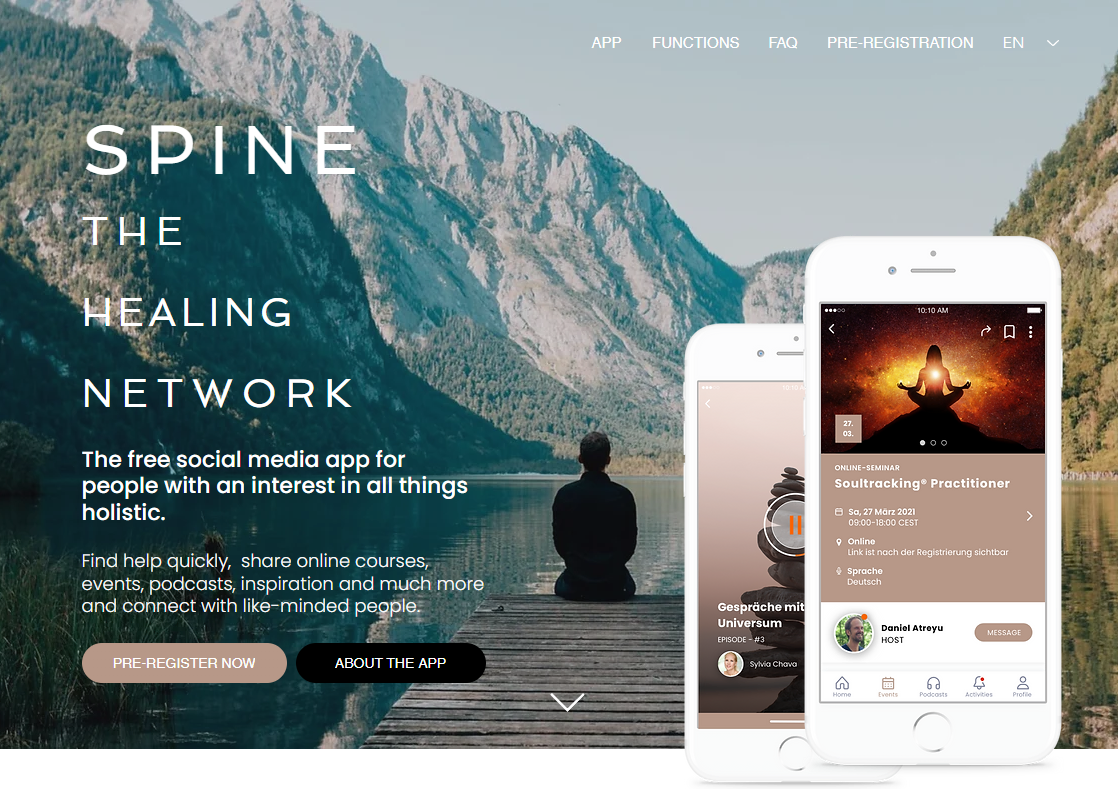 APP FUNCTIONS FAQ PRE-REGISTRATION EN
SPINE
THE
HEALING
NETWORK
The free social media app for
people with an interest in all things
holistic.
Find help quickly,  share online courses,
events, podcasts, inspiration and much more
and connect with like-minded people.
PRE-REGISTER NOW
ABOUT THE APP
Gespräche mit
Universum
EPISODE - #3
Sylvia Chava
10:10 AM
27.
03.
ONLINE-SEMINAR
Soultracking® Practitioner
Sa, 27 März 2021
09:00-18:00 CEST
Online
Link ist nach der Registrierung sichtbar
Sprache
Deutsch
Daniel Atreyu
HOST
MESSAGE
Home Events Podcasts Activities Profile